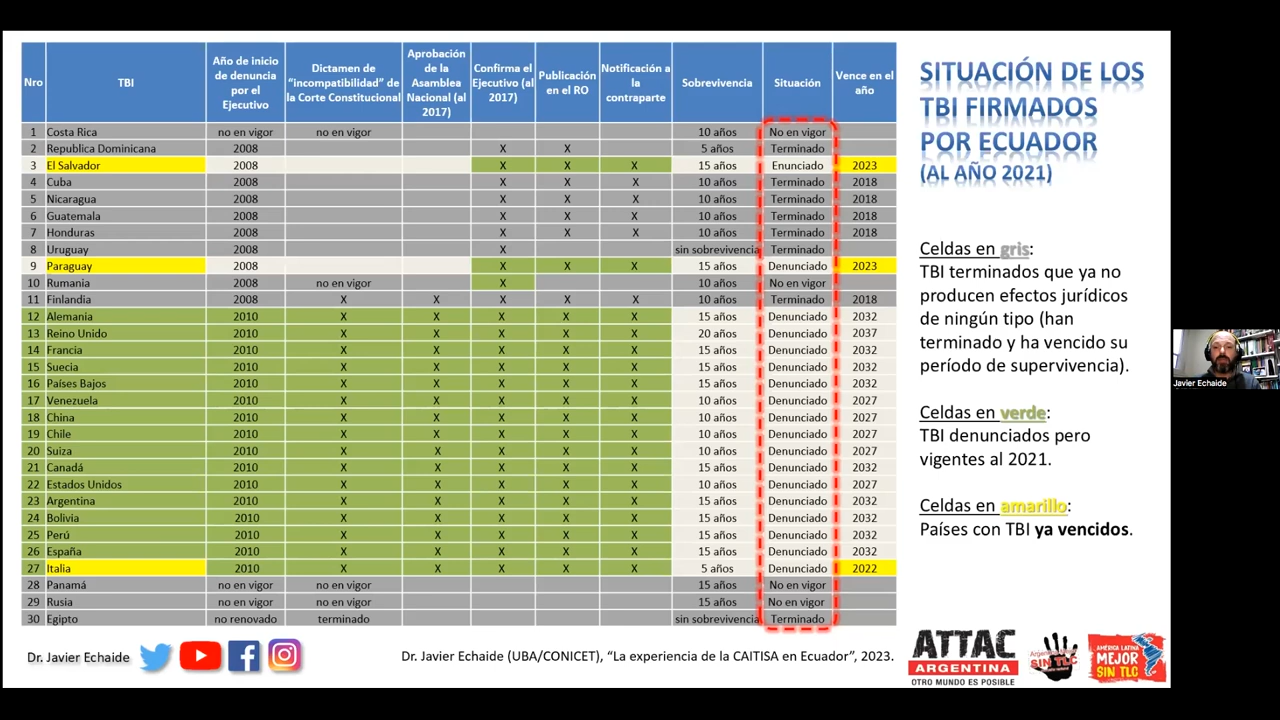 Nro TBI Año de inicio de denuncia por el Ejecutivo Dictamen de "incompatibilidad" de la Corte Constitucional Aprobación de la Asamblea Nacional (al 2017) Confirma el Ejecutivo (al 2017) Publicación en el RO Notificación a la contraparte Sobrevivencia Situación Vence en el año
1 Costa Rica no en vigor no en vigor 10 años No en vigor
2 Republica Dominicana 2008 X X 5 años Terminado
3 El Salvador 2008 X X X 15 años Enunciado 2023
4 Cuba 2008 X X X 10 años Terminado 2018
5 Nicaragua 2008 X X X 10 años Terminado 2018
6 Guatemala 2008 X X X 10 años Terminado 2018
7 Honduras 2008 X X X 10 años Terminado 2018
8 Uruguay 2008 X sin sobrevivencia Terminado
9 Paraguay 2008 X X X 15 años Denunciado 2023
10 Rumania 2008 no en vigor X 10 años No en vigor
11 Finlandia 2008 X X X X X 10 años Terminado 2018
12 Alemania 2010 X X X X X 15 años Denunciado 2032
13 Reino Unido 2010 X X X X X 20 años Denunciado 2037
14 Francia 2010 X X X X X 15 años Denunciado 2032
15 Suecia 2010 X X X X X 15 años Denunciado 2032
16 Países Bajos 2010 X X X X X 15 años Denunciado 2032
17 Venezuela 2010 X X X X X 10 años Denunciado 2027
18 China 2010 X X X X X 10 años Denunciado 2027
19 Chile 2010 X X X X X 10 años Denunciado 2027
20 Suiza 2010 X X X X X 10 años Denunciado 2027
21 Canadá 2010 X X X X X 15 años Denunciado 2032
22 Estados Unidos 2010 X X X X X 10 años Denunciado 2027
23 Argentina 2010 X X X X X 15 años Denunciado 2032
24 Bolivia 2010 X X X X X 15 años Denunciado 2032
25 Perú 2010 X X X X X 15 años Denunciado 2032
26 España 2010 X X X X X 15 años Denunciado 2032
27 Italia 2010 X X X X X 5 años Denunciado 2022
28 Panamá no en vigor no en vigor 15 años No en vigor
29 Rusia no en vigor no en vigor 15 años No en vigor
30 Egipto no renovado terminado sin sobrevivencia Terminado
SITUACIÓN DE LOS
TBI FIRMADOS
POR ECUADOR
(AL AÑO 2021)
Celdas en gris:
TBI terminados que ya no
producen efectos jurídicos
de ningún tipo (han
terminado y ha vencido su
período de supervivencia).
Celdas en verde:
TBI denunciados pero
vigentes al 2021.
Celdas en amarillo:
Países con TBI ya vencidos.
Javier Echaide
Dr. Javier Echaide
Dr. Javier Echaide (UBA/CONICET), "La experiencia de la CAITISA en Ecuador", 2023.
ATTAC
ARGENTINA
OTRO MUNDO ES POSIBLE
SIN TLC
AMÉRICA LATINA
MEJOR
SIN TLC